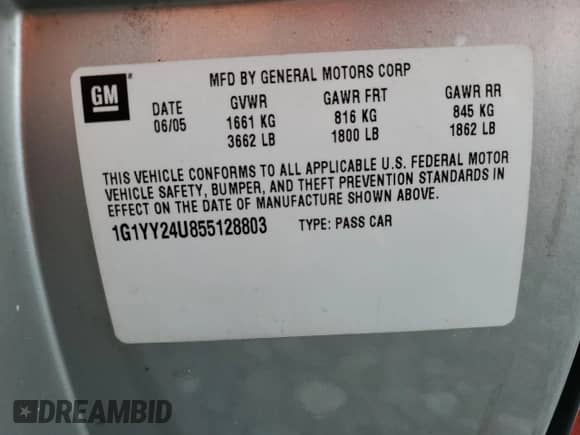 GM
MFD BY GENERAL MOTORS CORP
DATE GVWR GAWR FRT GAWR RR
06/05 1661 KG 816 KG 845 KG
3662 LB 1800 LB 1862 LB
THIS VEHICLE CONFORMS TO ALL APPLICABLE U.S. FEDERAL MOTOR
VEHICLE SAFETY, BUMPER, AND THEFT PREVENTION STANDARDS IN
EFFECT ON THE DATE OF MANUFACTURE SHOWN ABOVE.
1G1YY24U855128803 TYPE: PASS CAR
DREAMBID